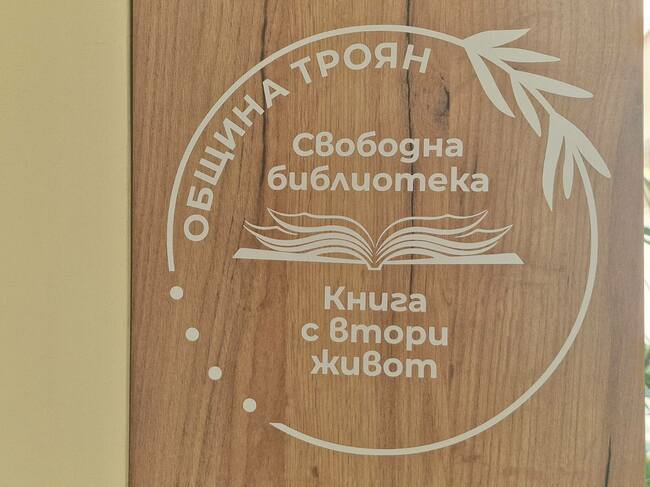 ОБЩИНА ТРОЯН
Свободна
библиотека
Книга
с втори
живот